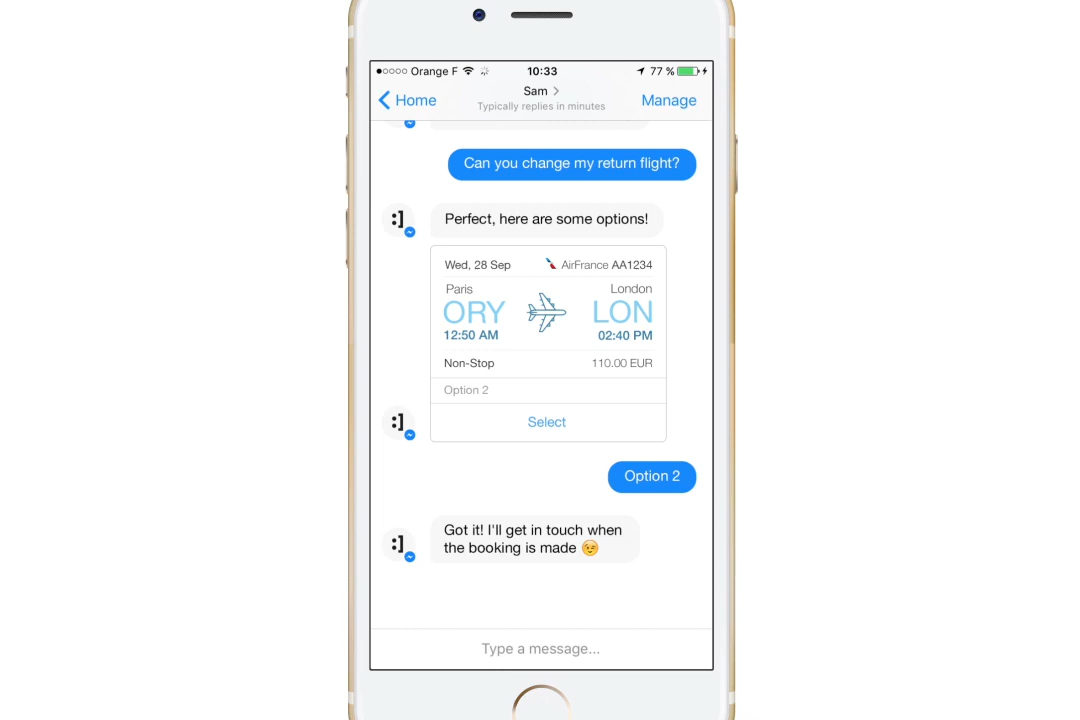 Orange F
10:33
77 %
Home
Sam
Typically replies in minutes
Manage
Can you change my return flight?
:]
Perfect, here are some options!
Wed, 28 Sep
AirFrance AA1234
Paris
London
ORY
LON
12:50 AM
02:40 PM
Non-Stop
110.00 EUR
Option 2
:]
Select
Option 2
:]
Got it! I'll get in touch when
the booking is made 😉
Type a message...